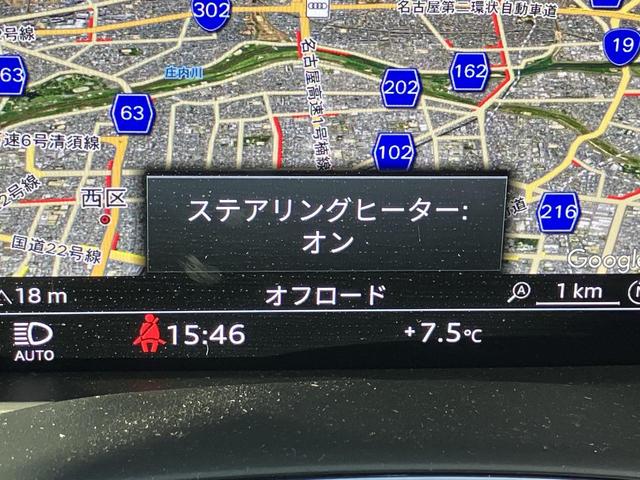 302
名古屋第二環状自動車道
号線
19
63
庄内川
162
202
63
名古屋高速1号楠線
速6号清須線
102
2号線
西区
216
道
ステアリングヒーター:
オン
国道22号線
Google
18 m
オフロード
A
1 km
N
AUTO
15:46
+7.5℃